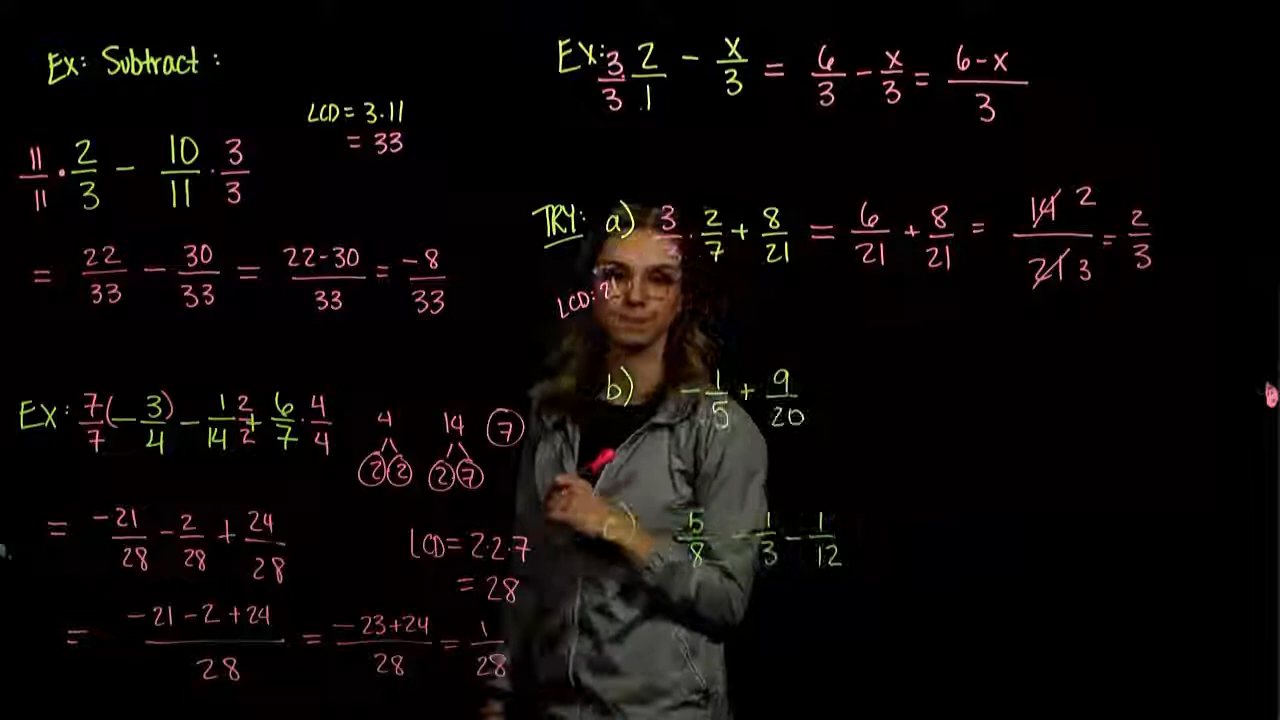 Ex: Subtract:
LCD = 3·11
= 33
11/11 · 2/3 - 10/11 · 3/3
= 22/33 - 30/33 = 22-30/33 = -8/33
Ex: 7/7(-3/4) - 1/14 2/2 + 6/7 · 4/4
4 14 7
2 2 2 7
= -21/28 - 2/28 + 24/28
LCD = 2·2·7
= 28
= -21-2+24/28 = -23+24/28 = 1/28
Ex: 3/3 2/1 - x/3 = 6/3 - x/3 = 6-x/3
TRY: a) 3/3 · 2/7 + 8/21 = 6/21 + 8/21 = 14 2/21 3 = 2/3
LCD: 21
b) -1/5 + 9/20
c) 5/8 - 1/3 - 1/12